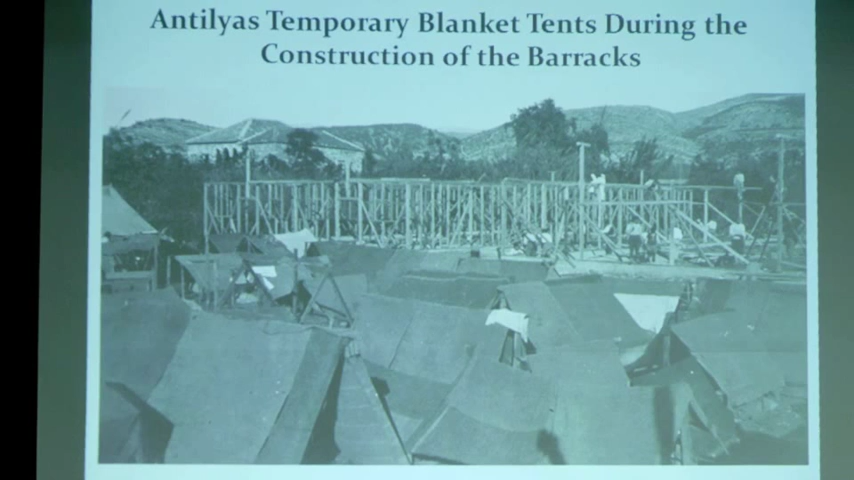 Antilyas Temporary Blanket Tents During the
Construction of the Barracks